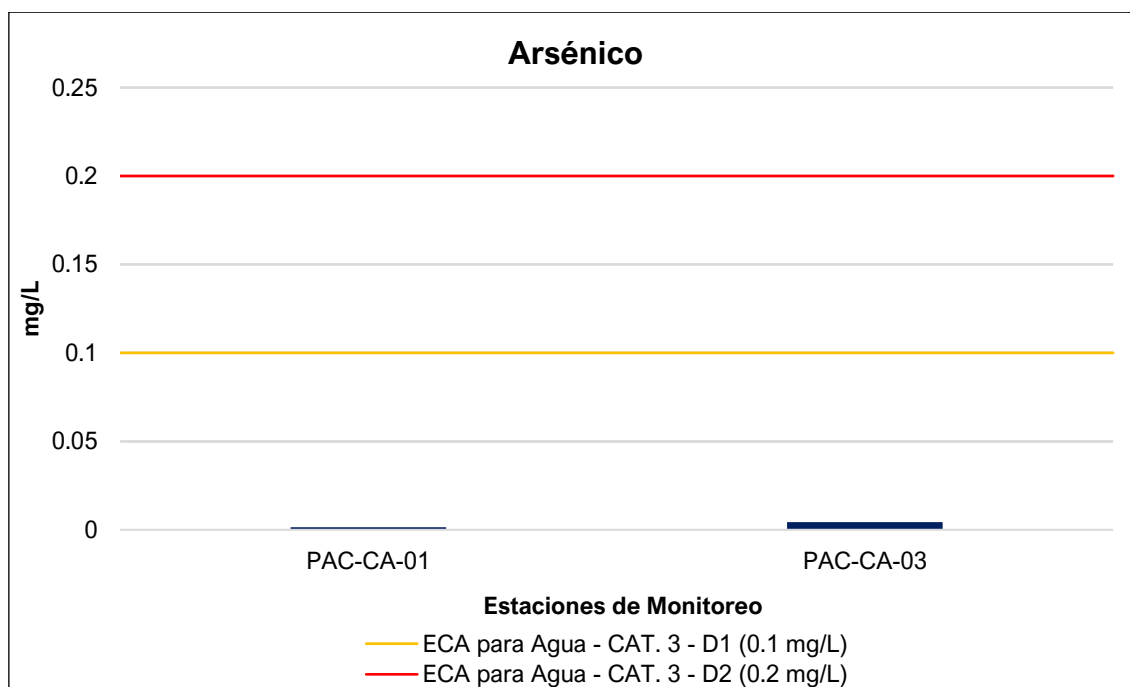 Arsénico
0.25
0.2
0.15
0.1
0.05
0
mg/L
PAC-CA-01 PAC-CA-03
Estaciones de Monitoreo
ECA para Agua - CAT. 3 - D1 (0.1 mg/L)
ECA para Agua - CAT. 3 - D2 (0.2 mg/L)